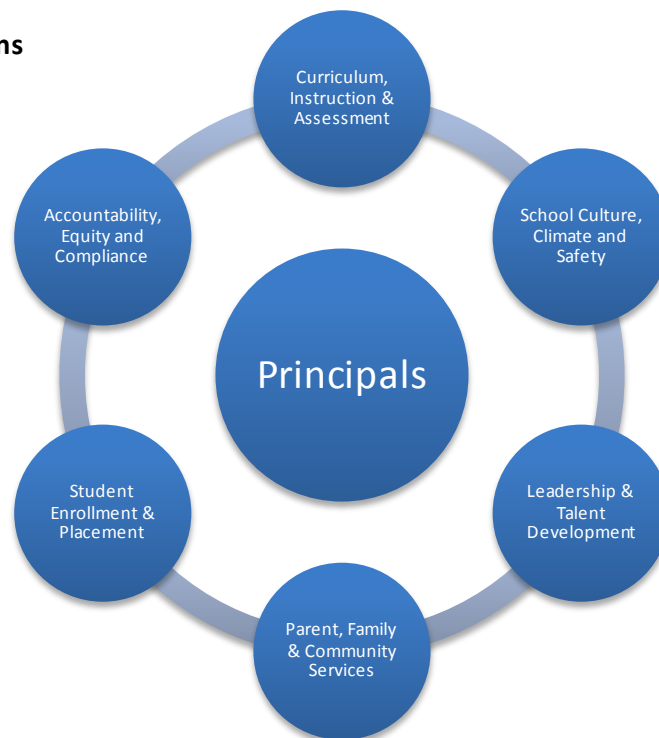 ns
Curriculum,
Instruction &
Assessment
School Culture,
Climate and
Safety
Leadership &
Talent
Development
Parent, Family
& Community
Services
Student
Enrollment &
Placement
Accountability,
Equity and
Compliance
Principals